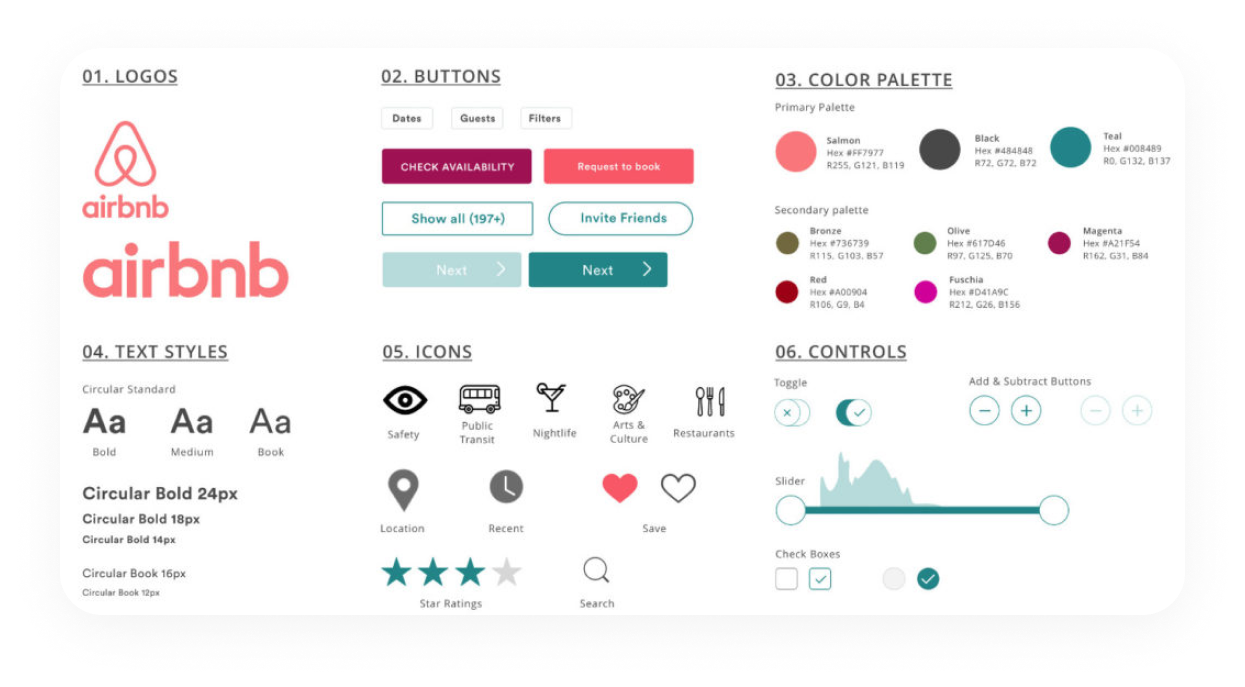 01. LOGOS
airbnb
airbnb
02. BUTTONS
Dates
Guests
Filters
CHECK AVAILABILITY
Request to book
Show all (197+)
Invite Friends
Next
Next
03. COLOR PALETTE
Primary Palette
Salmon
Hex #FF7977
R255, G121, B119
Black
Hex #484848
R72, G72, B72
Teal
Hex #008489
R0, G132, B137
Secondary palette
Bronze
Hex #736739
R115, G103, B57
Olive
Hex #617D46
R97, G125, B70
Magenta
Hex #A21F54
R162, G31, B84
Red
Hex #A00904
R106, G9, B4
Fuschia
Hex #D41A9C
R212, G26, B156
04. TEXT STYLES
Circular Standard
Aa
Bold
Aa
Medium
Aa
Book
Circular Bold 24px
Circular Bold 18px
Circular Bold 14px
Circular Book 16px
Circular Book 12px
05. ICONS
Safety
Public
Transit
Nightlife
Arts &
Culture
Restaurants
Location
Recent
Save
Star Ratings
Search
06. CONTROLS
Toggle
Add & Subtract Buttons
Slider
Check Boxes